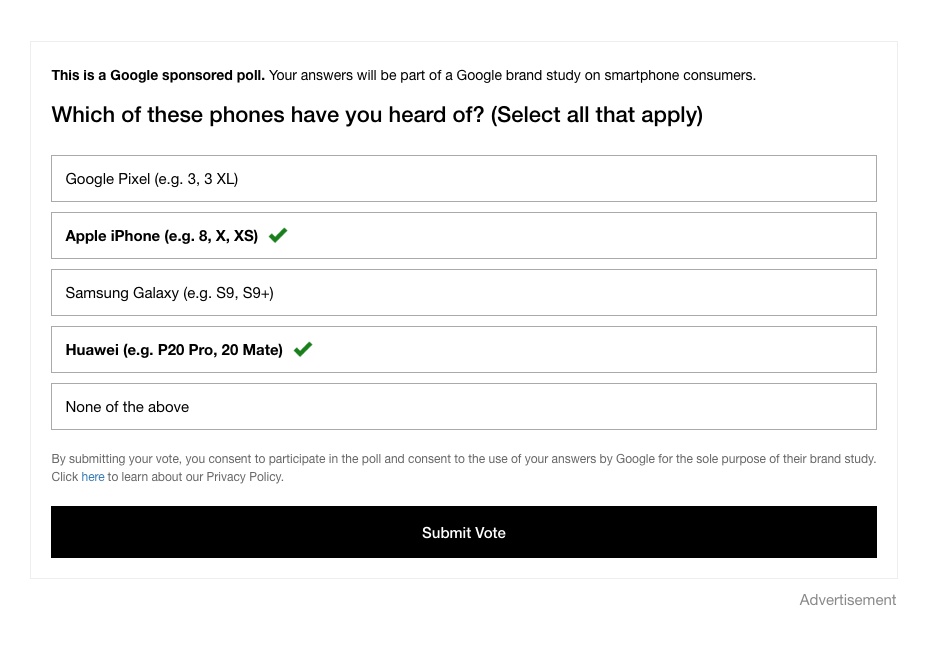 This is a Google sponsored poll. Your answers will be part of a Google brand study on smartphone consumers.
Which of these phones have you heard of? (Select all that apply)
Google Pixel (e.g. 3, 3 XL)
Apple iPhone (e.g. 8, X, XS)
Samsung Galaxy (e.g. S9, S9+)
Huawei (e.g. P20 Pro, 20 Mate)
None of the above
By submitting your vote, you consent to participate in the poll and consent to the use of your answers by Google for the sole purpose of their brand study.
Click here to learn about our Privacy Policy.
Submit Vote
Advertisement